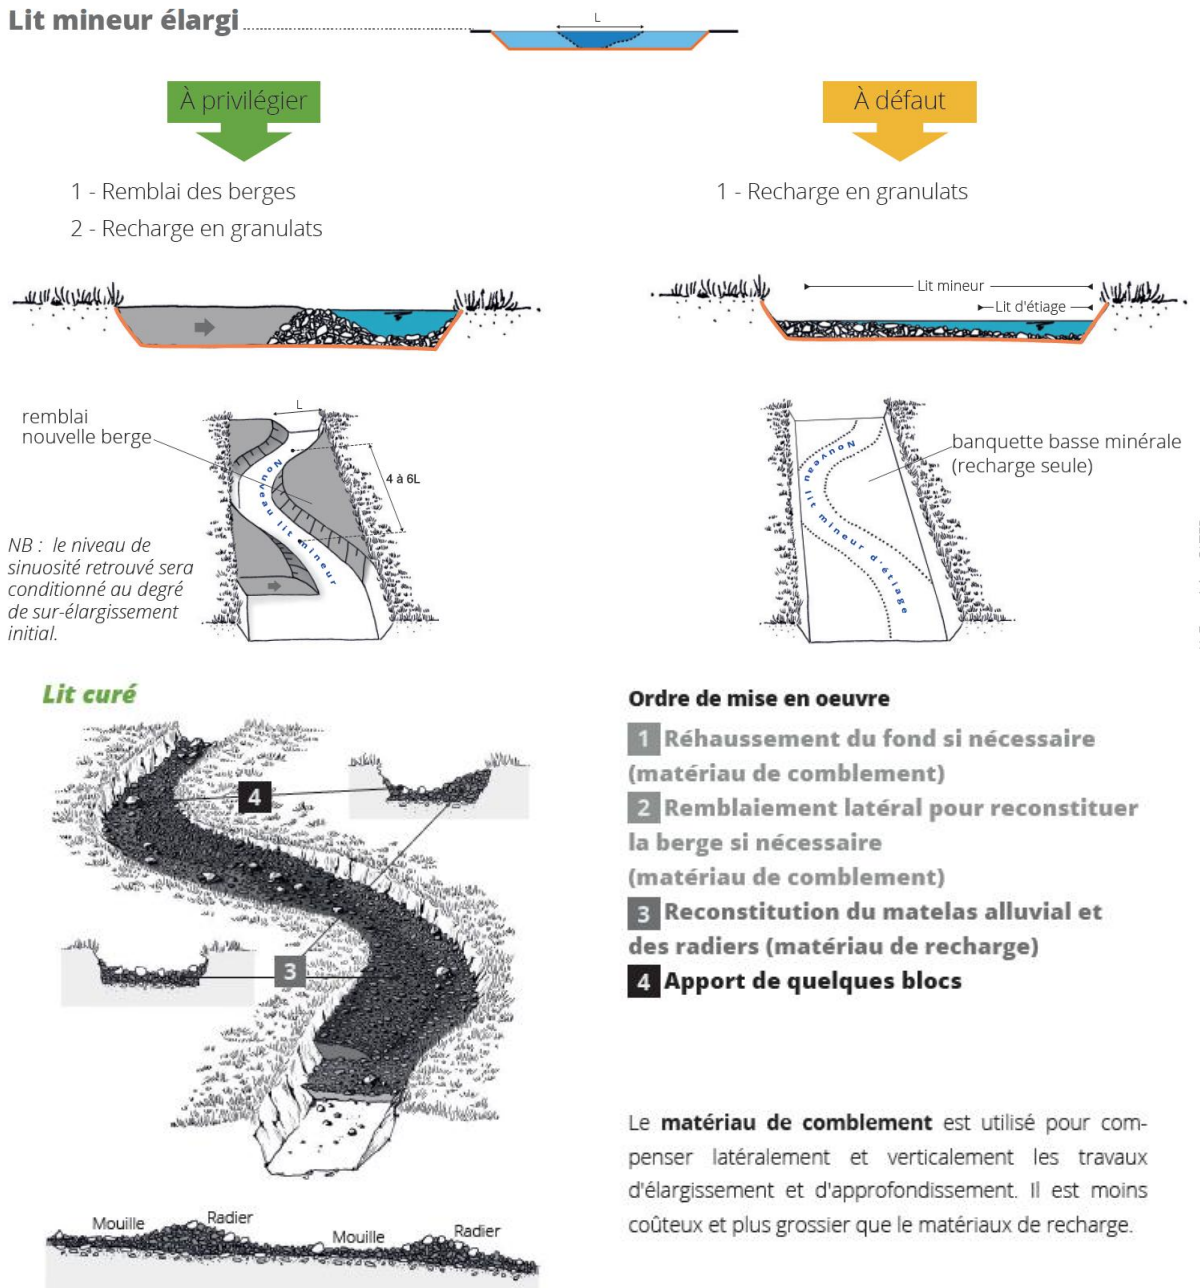 Lit mineur élargi
L
À privilégier
1 - Remblai des berges
2 - Recharge en granulats
À défaut
1 - Recharge en granulats
Lit mineur
Lit d'étiage
remblai
nouvelle berge
L
4 à 6L
Nouveau lit mineur
NB : le niveau de
sinuosité retrouvé sera
conditionné au degré
de sur-élargissement
initial.
banquette basse minérale
(recharge seule)
Nouveau lit mineur d'étiage
Lit curé
4
3
Mouille
Radier
Mouille
Radier
Ordre de mise en oeuvre
1 Réhaussement du fond si nécessaire
(matériau de comblement)
2 Remblaiement latéral pour reconstituer
la berge si nécessaire
(matériau de comblement)
3 Reconstitution du matelas alluvial et
des radiers (matériau de recharge)
4 Apport de quelques blocs
Le matériau de comblement est utilisé pour com-
penser latéralement et verticalement les travaux
d'élargissement et d'approfondissement. Il est moins
coûteux et plus grossier que le matériaux de recharge.